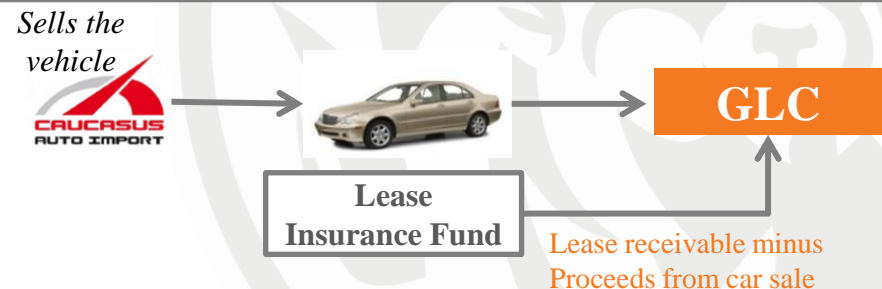 Sells the
vehicle
CAUCASUS
AUTO IMPORT
GLC
Lease
Insurance Fund
Lease receivable minus
Proceeds from car sale